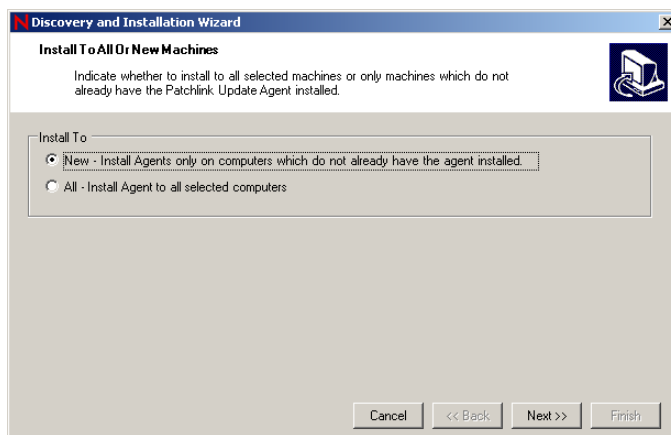 Discovery and Installation Wizard
Install To All Or New Machines
Indicate whether to install to all selected machines or only machines which do not
already have the Patchlink Update Agent installed.
Install To
New - Install Agents only on computers which do not already have the agent installed.
All - Install Agent to all selected computers
Cancel
<< Back
Next >>
Finish